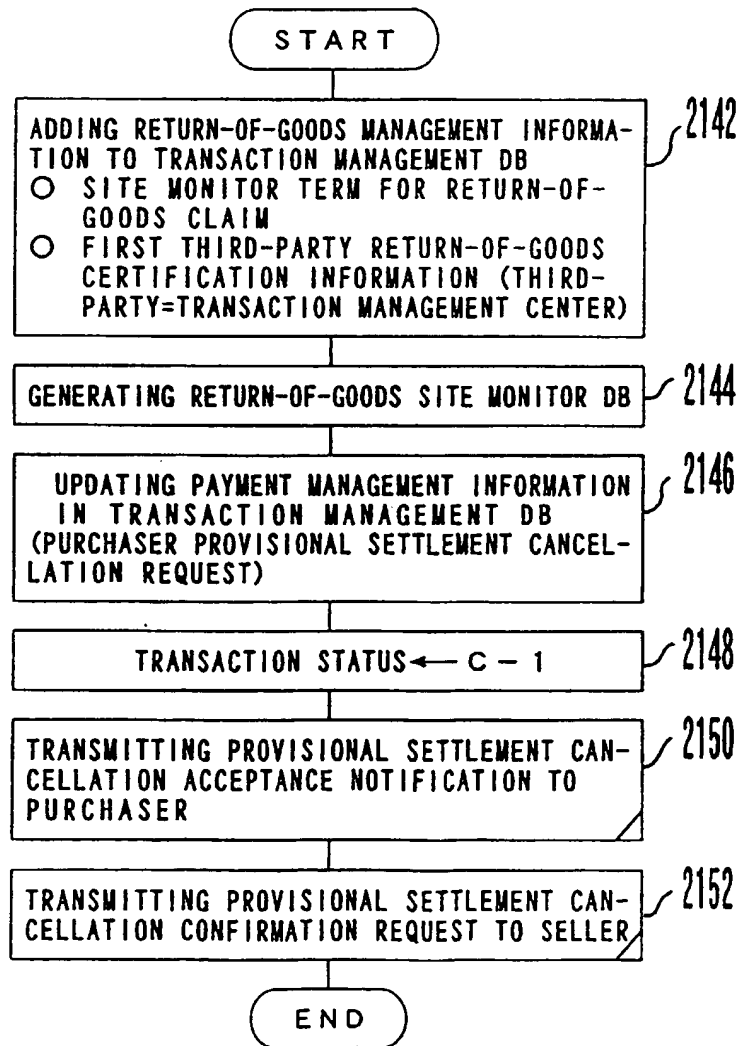 START
ADDING RETURN-OF-GOODS MANAGEMENT INFORMA-
TION TO TRANSACTION MANAGEMENT DB
○ SITE MONITOR TERM FOR RETURN-OF-
GOODS CLAIM
○ FIRST THIRD-PARTY RETURN-OF-GOODS
CERTIFICATION INFORMATION (THIRD-
PARTY=TRANSACTION MANAGEMENT CENTER)
2142
GENERATING RETURN-OF-GOODS SITE MONITOR DB
2144
UPDATING PAYMENT MANAGEMENT INFORMATION
IN TRANSACTION MANAGEMENT DB
(PURCHASER PROVISIONAL SETTLEMENT CANCEL-
LATION REQUEST)
2146
TRANSACTION STATUS ← C - 1
2148
TRANSMITTING PROVISIONAL SETTLEMENT CAN-
CELLATION ACCEPTANCE NOTIFICATION TO
PURCHASER
2150
TRANSMITTING PROVISIONAL SETTLEMENT CAN-
CELLATION CONFIRMATION REQUEST TO SELLER
2152
END